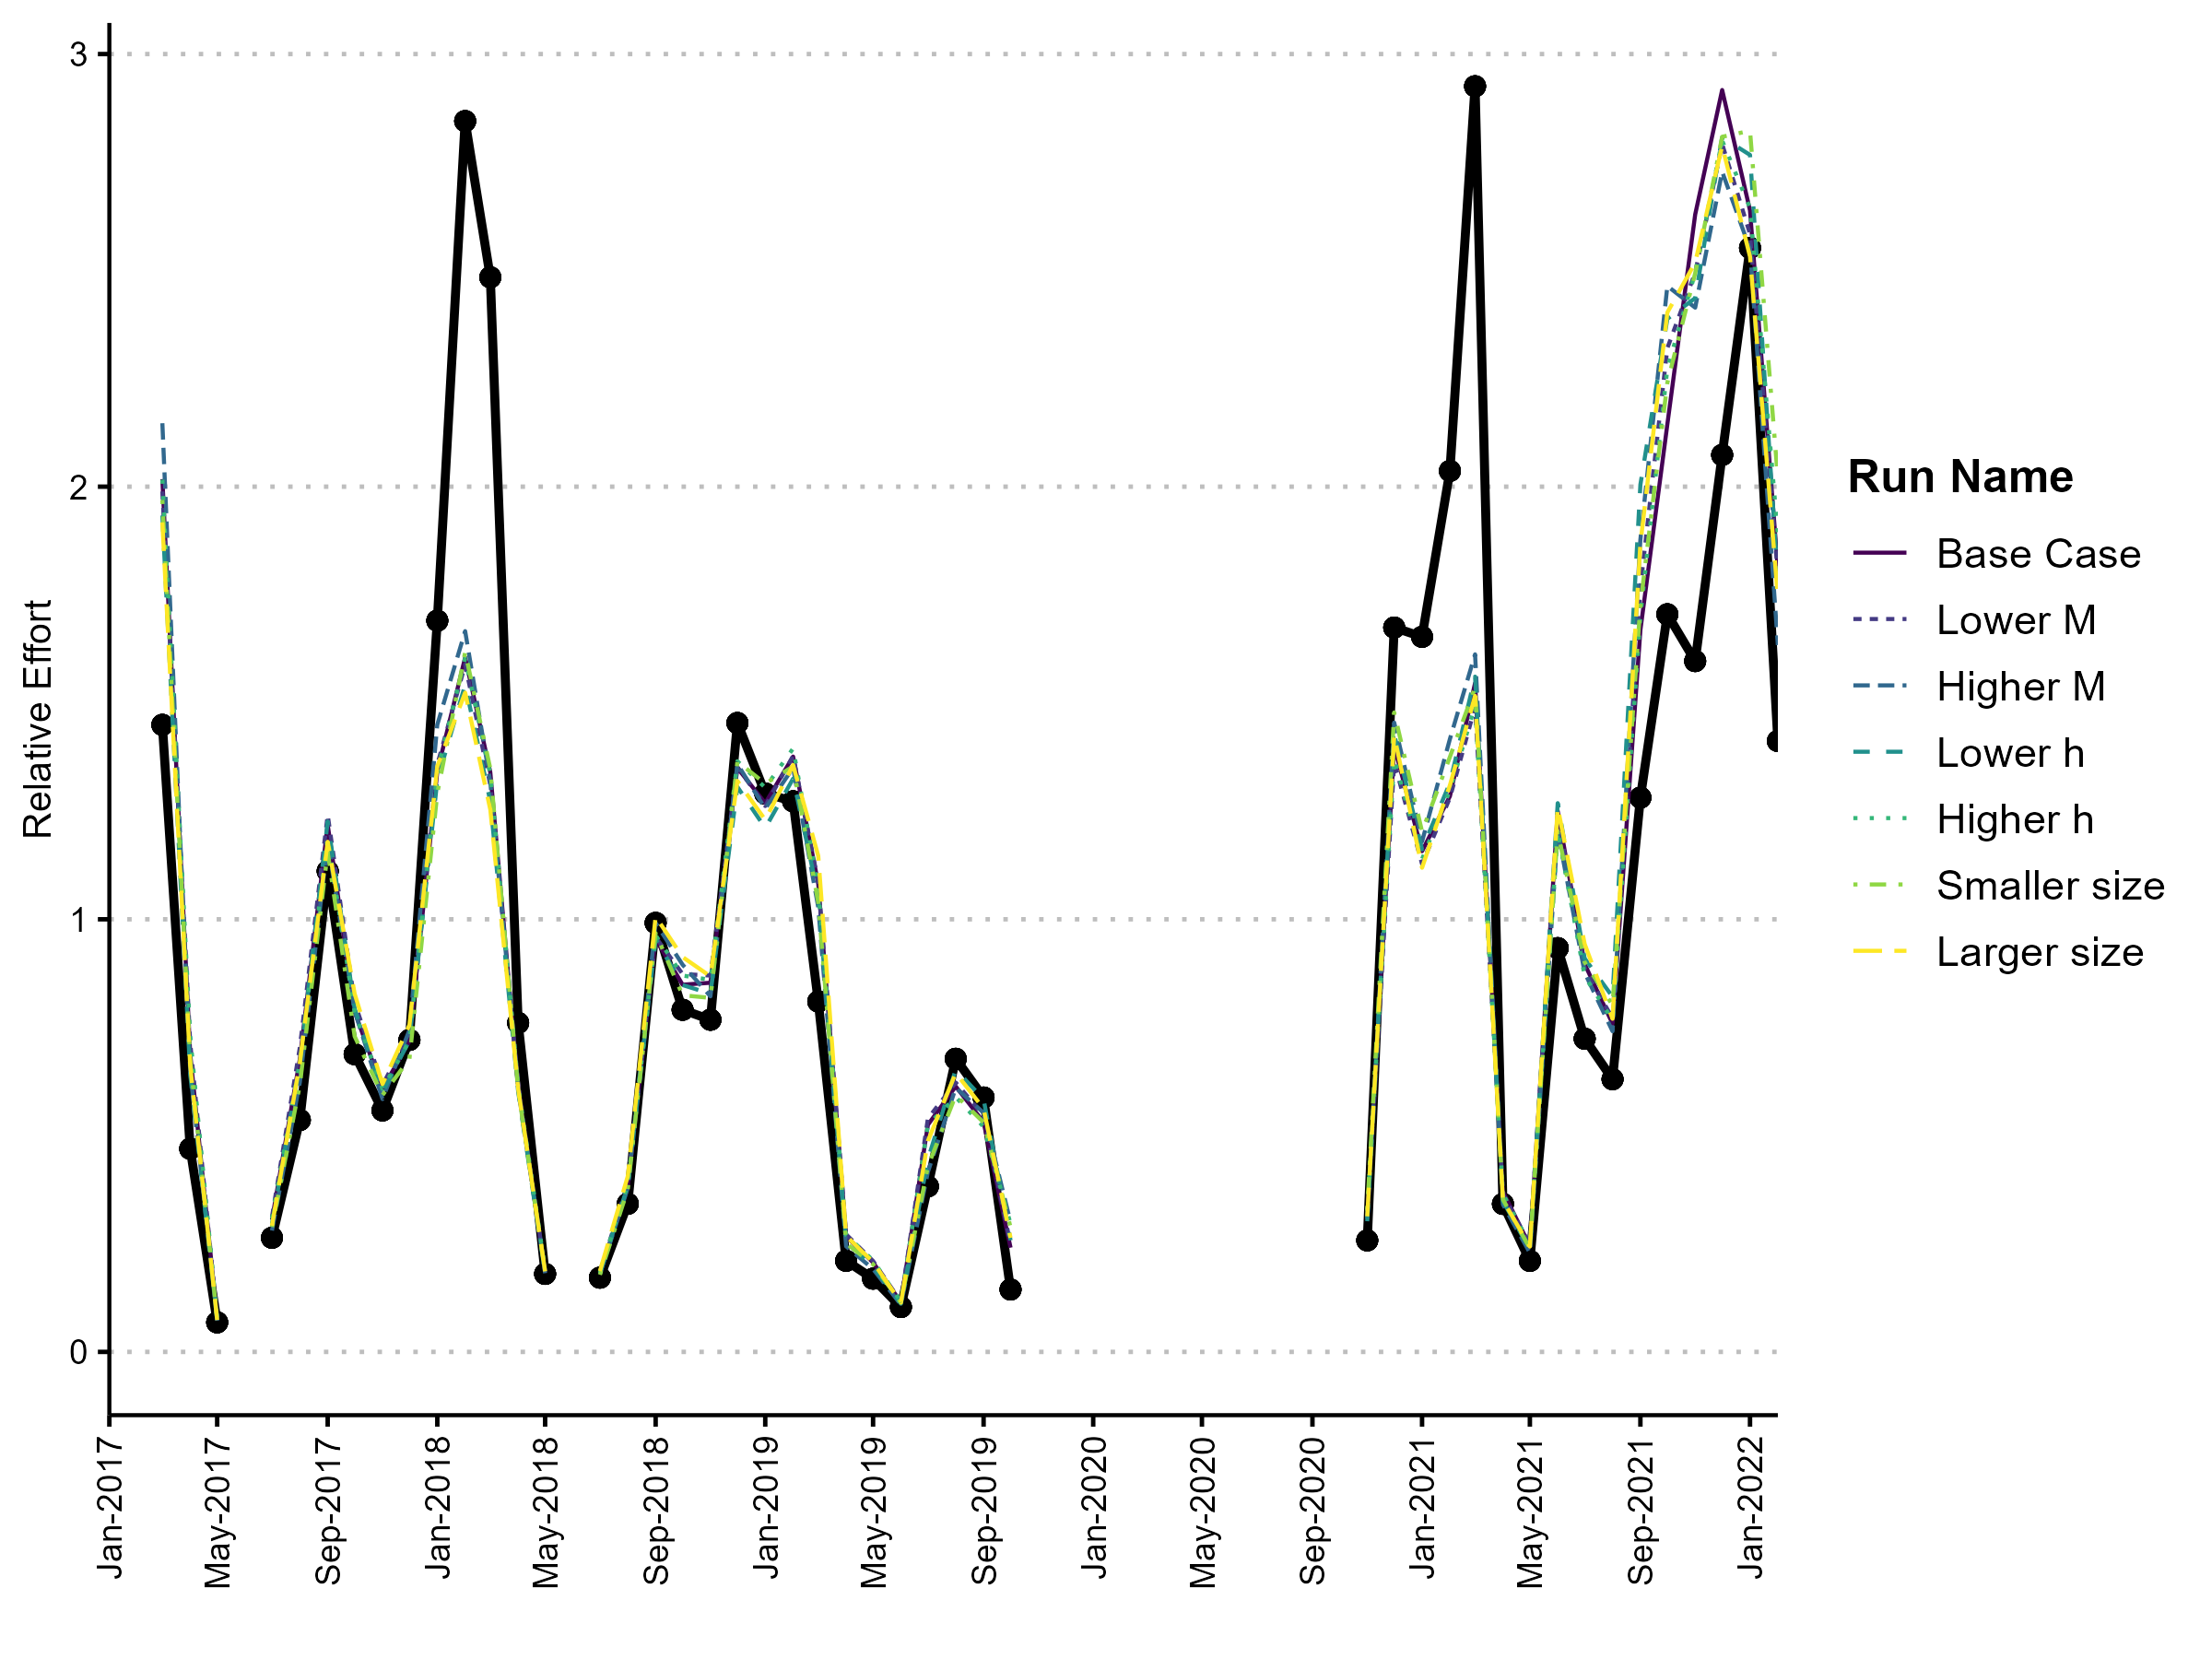 3
2
1
0
Relative Effort
Jan-2017
May-2017
Sep-2017
Jan-2018
May-2018
Sep-2018
Jan-2019
May-2019
Sep-2019
Jan-2020
May-2020
Sep-2020
Jan-2021
May-2021
Sep-2021
Jan-2022
Run Name
Base Case
Lower M
Higher M
Lower h
Higher h
Smaller size
Larger size